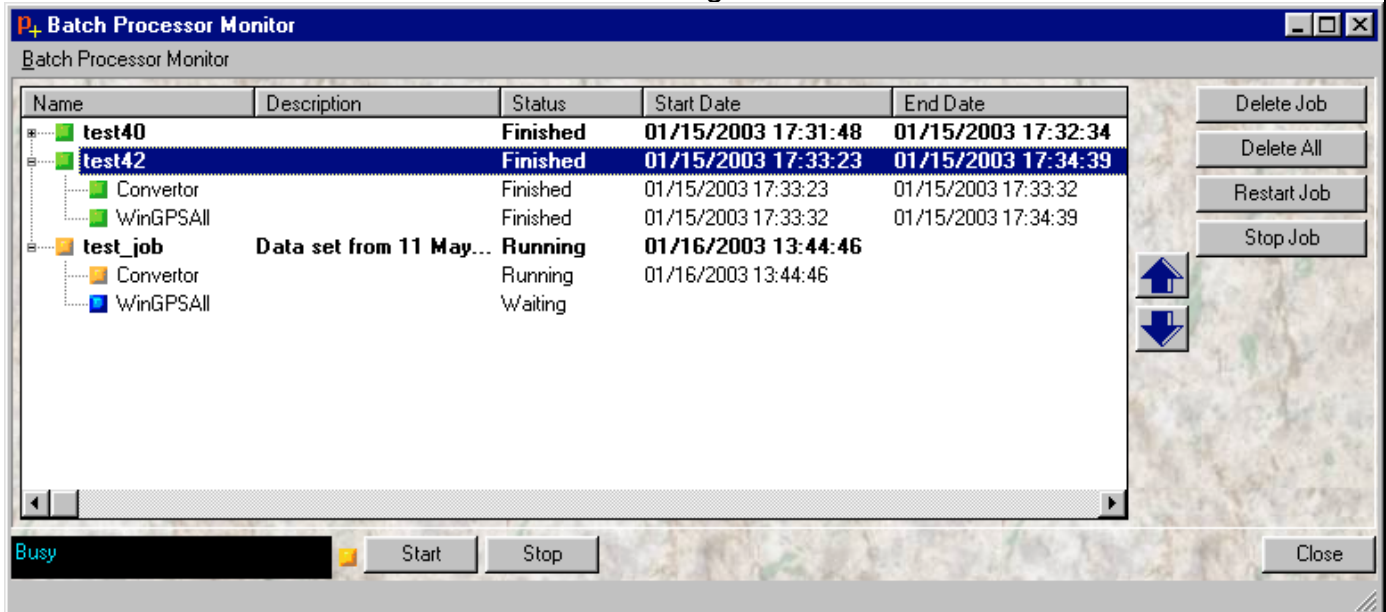 p+ Batch Processor Monitor
Batch Processor Monitor
Name Description Status Start Date End Date
test40 Finished 01/15/2003 17:31:48 01/15/2003 17:32:34
test42 Finished 01/15/2003 17:33:23 01/15/2003 17:34:39
Convertor Finished 01/15/2003 17:33:23 01/15/2003 17:33:32
WinGPSAll Finished 01/15/2003 17:33:32 01/15/2003 17:34:39
test_job Data set from 11 May... Running 01/16/2003 13:44:46
Convertor Running 01/16/2003 13:44:46
WinGPSAll Waiting
Delete Job
Delete All
Restart Job
Stop Job
Busy Start Stop Close